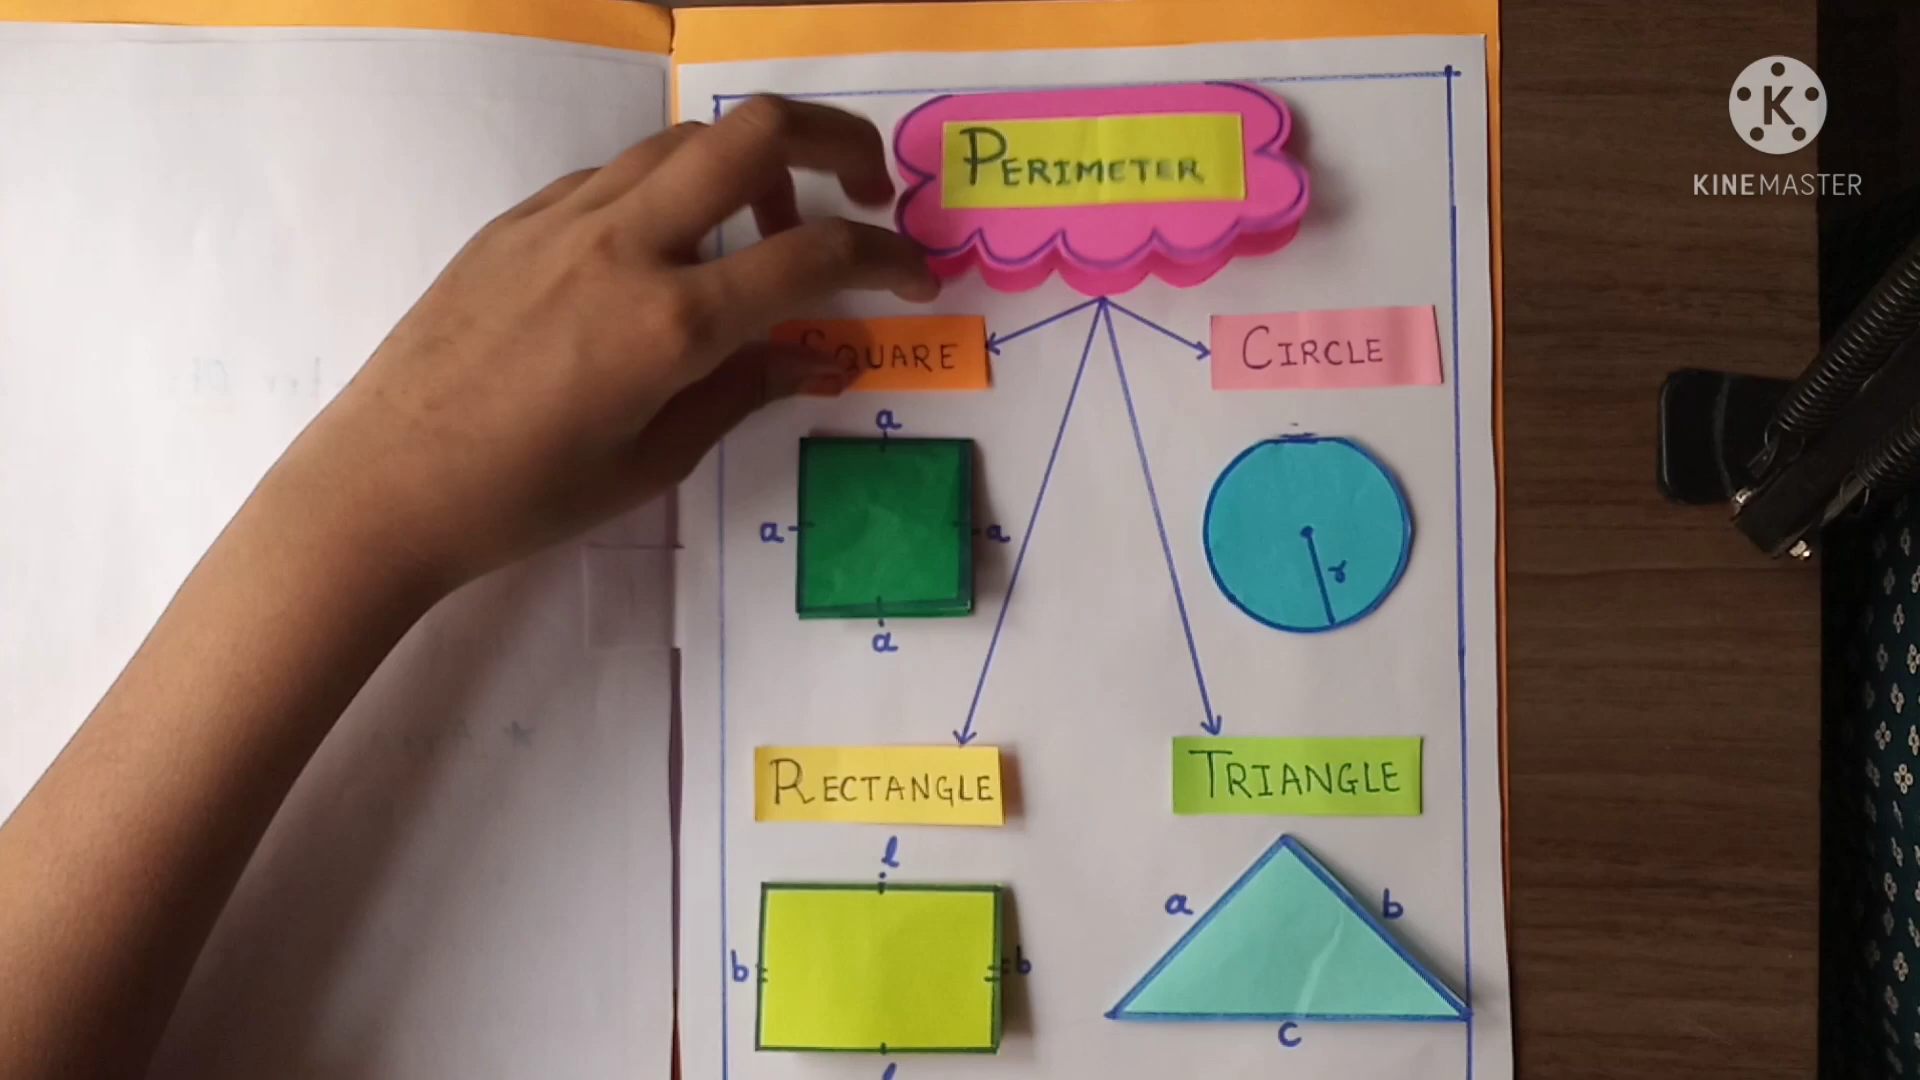 PERIMETER
SQUARE
CIRCLE
a
a
a
a
r
RECTANGLE
TRIANGLE
l
b
b
a
b
c
K
KINEMASTER